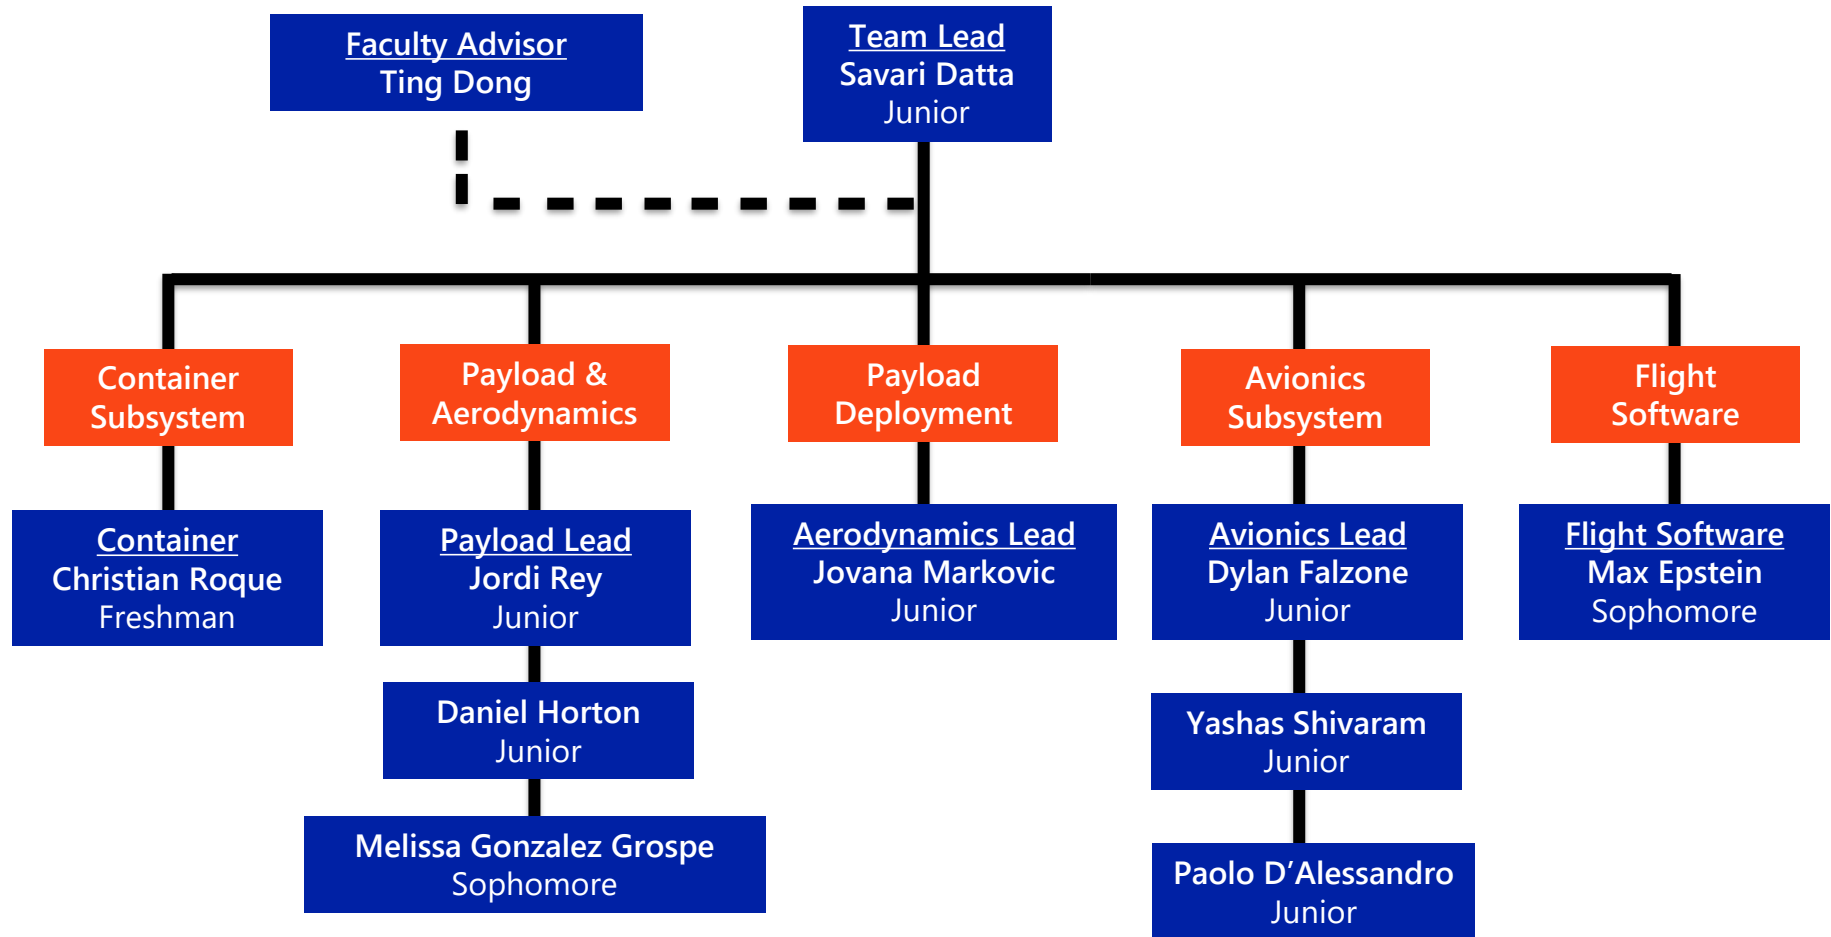 Faculty Advisor
Ting Dong
Team Lead
Savari Datta
Junior
Container
Subsystem
Payload &
Aerodynamics
Payload
Deployment
Avionics
Subsystem
Flight
Software
Container
Christian Roque
Freshman
Payload Lead
Jordi Rey
Junior
Aerodynamics Lead
Jovana Markovic
Junior
Avionics Lead
Dylan Falzone
Junior
Flight Software
Max Epstein
Sophomore
Daniel Horton
Junior
Yashas Shivaram
Junior
Melissa Gonzalez Grospe
Sophomore
Paolo D’Alessandro
Junior